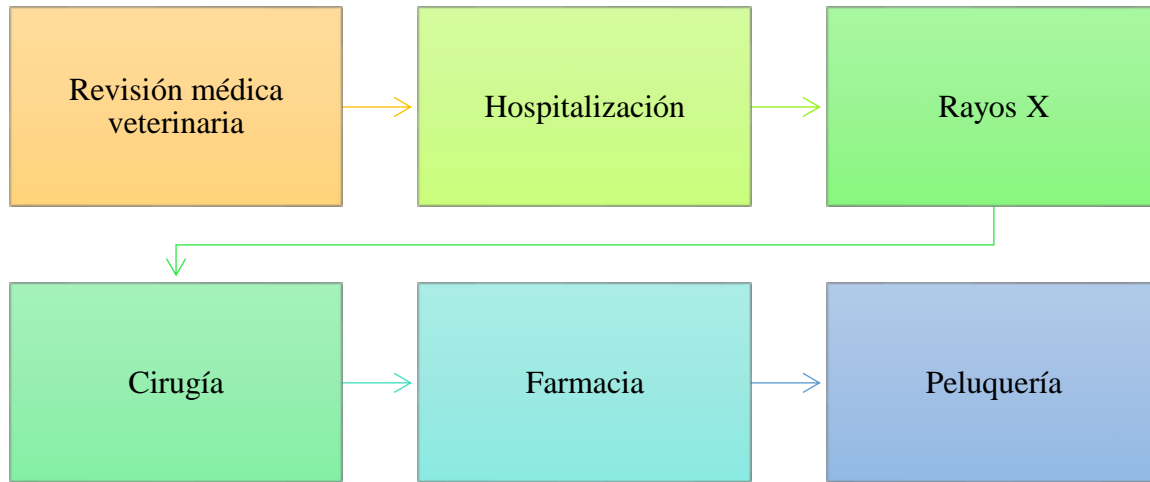 Revisión médica
veterinaria
Hospitalización
Rayos X
Cirugía
Farmacia
Peluquería